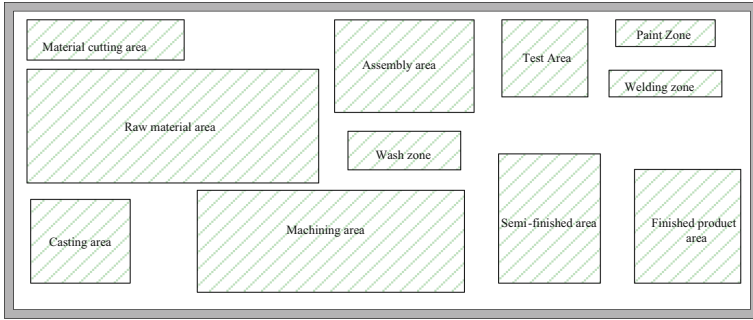 Material cutting area
Assembly area
Test Area
Paint Zone
Welding zone
Raw material area
Wash zone
Casting area
Machining area
Semi-finished area
Finished product
area